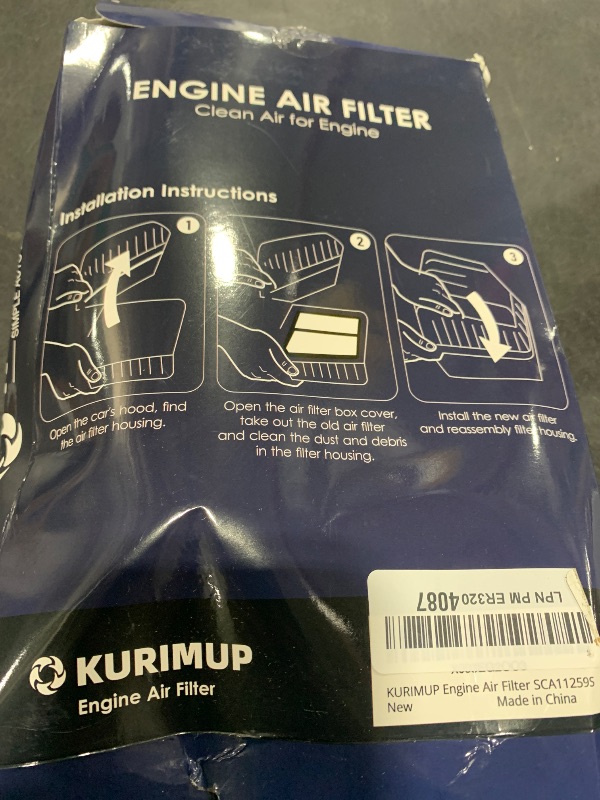 ENGINE AIR FILTER
Clean Air for Engine
Installation Instructions
1
2
3
Open the car's hood, find
the air filter housing.
Open the air filter box cover,
take out the old air filter
and clean the dust and debris
in the filter housing.
Install the new air filter
and reassembly filter housing.
SIMPLE AUTO
LPN PM ER3204087
KURIMUP Engine Air Filter SCA11259S
New
Made in China
KURIMUP
Engine Air Filter